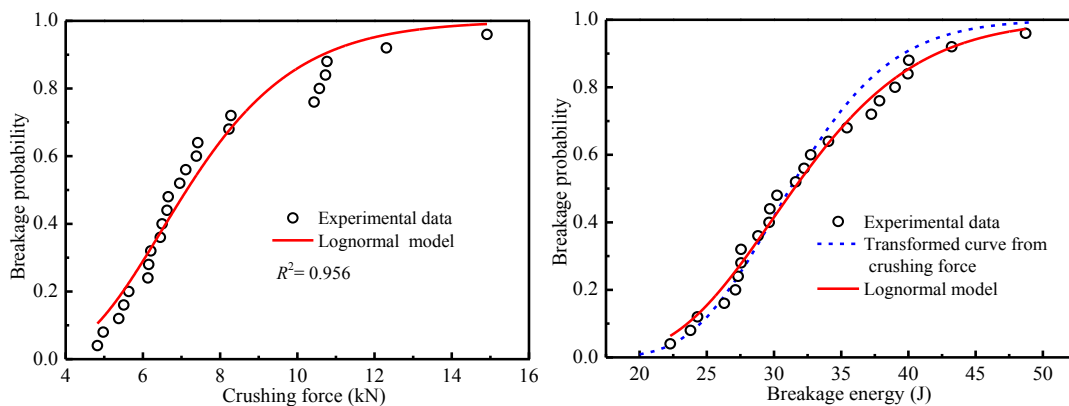 1.0
0.8
0.6
0.4
0.2
0.0
Breakage probability
4
6
8
10
12
14
16
Crushing force (kN)
Experimental data
Lognormal model
R²= 0.956
1.0
0.8
0.6
0.4
0.2
0.0
Breakage probability
20
25
30
35
40
45
50
Breakage energy (J)
Experimental data
Transformed curve from
crushing force
Lognormal model